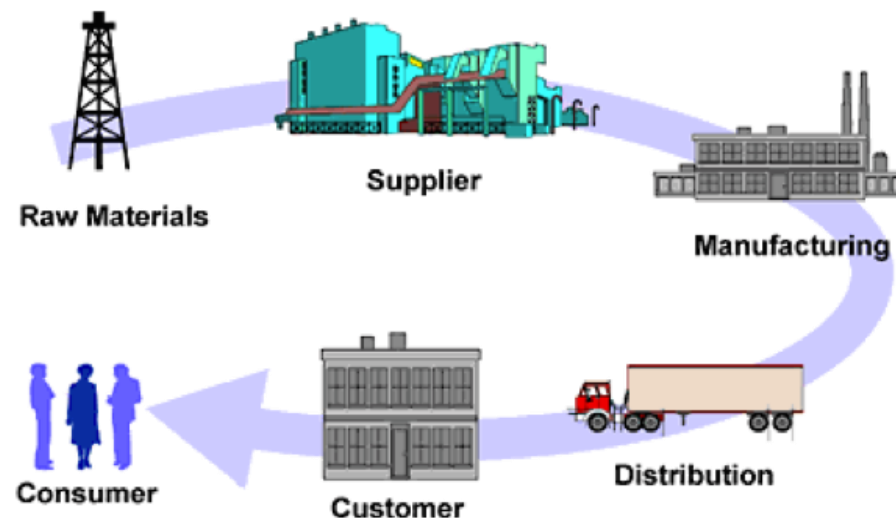 Raw Materials
Supplier
Manufacturing
Distribution
Customer
Consumer